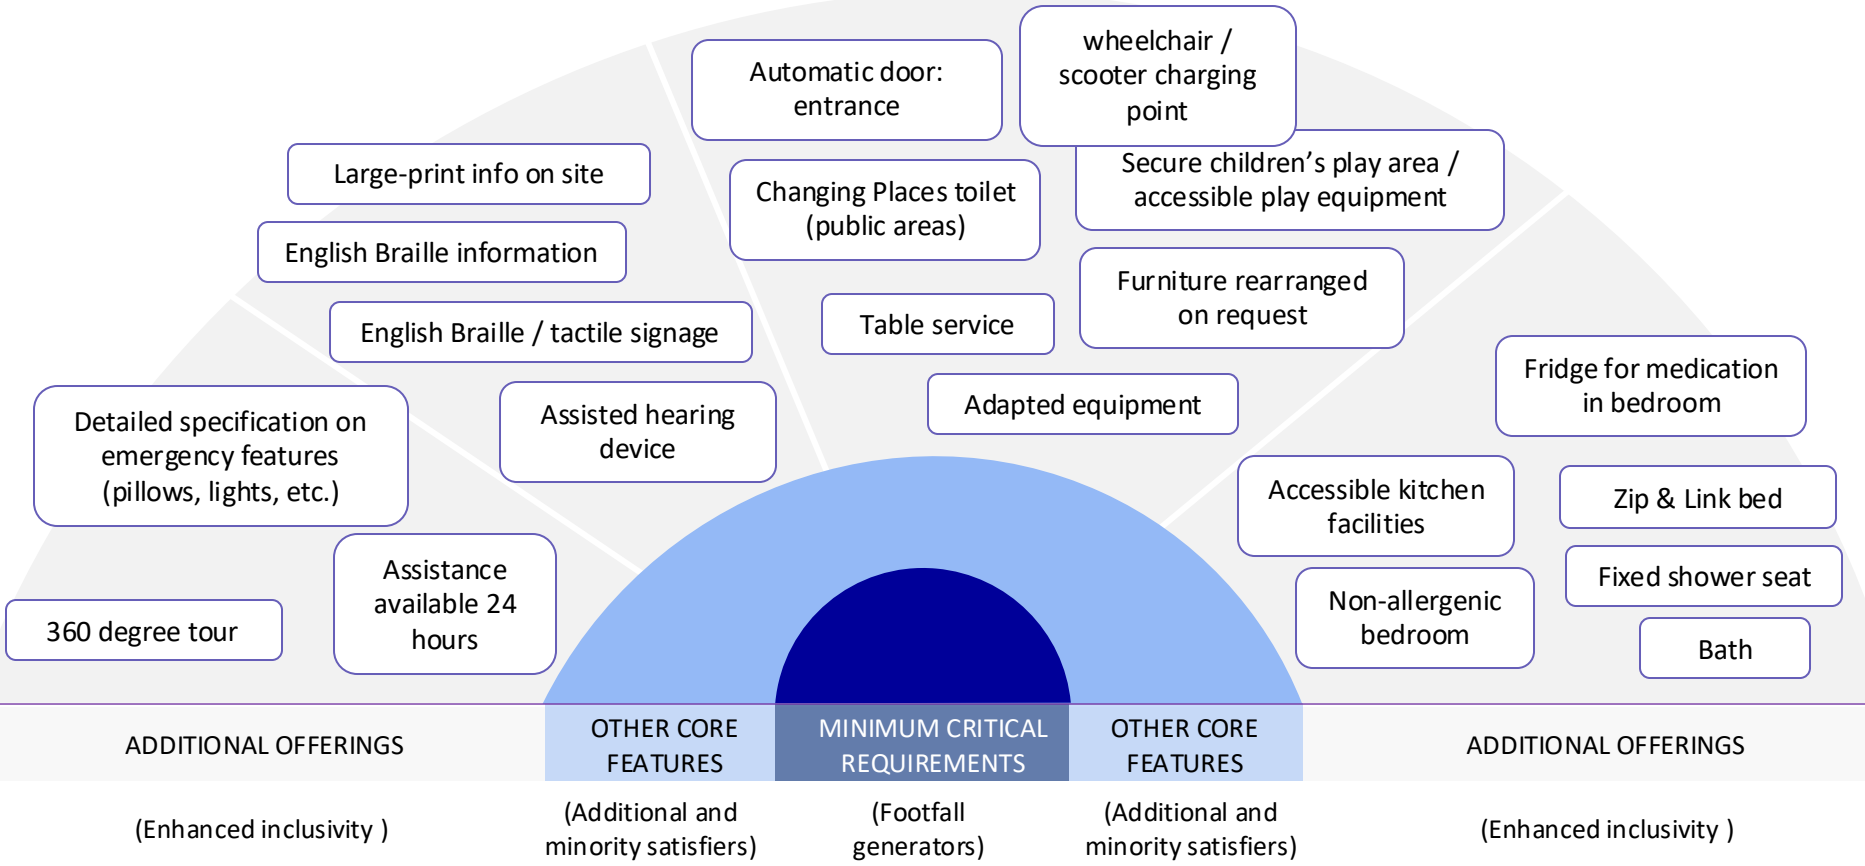 wheelchair /
scooter charging
point
Automatic door:
entrance
Secure children’s play area /
accessible play equipment
Large-print info on site
Changing Places toilet
(public areas)
English Braille information
Furniture rearranged
on request
English Braille / tactile signage
Table service
Fridge for medication
in bedroom
Detailed specification on
emergency features
(pillows, lights, etc.)
Assisted hearing
device
Adapted equipment
Accessible kitchen
facilities
Zip & Link bed
Assistance
available 24
hours
Fixed shower seat
Non-allergenic
bedroom
360 degree tour
Bath
ADDITIONAL OFFERINGS
OTHER CORE
FEATURES
MINIMUM CRITICAL
REQUIREMENTS
OTHER CORE
FEATURES
ADDITIONAL OFFERINGS
(Enhanced inclusivity )
(Additional and
minority satisfiers)
(Footfall
generators)
(Additional and
minority satisfiers)
(Enhanced inclusivity )